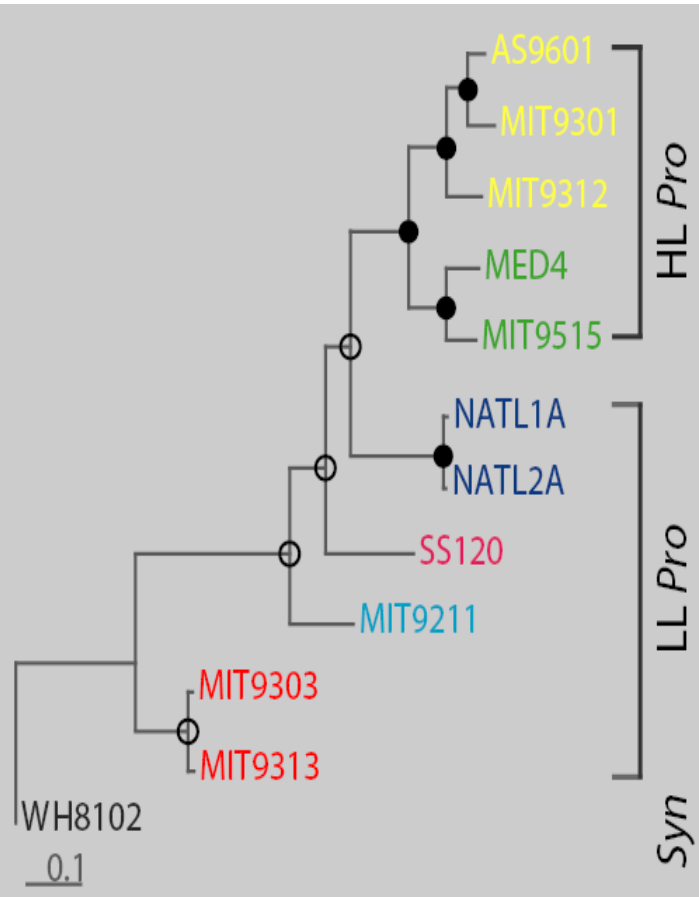 AS9601
MIT9301
MIT9312
MED4
MIT9515
HL Pro
NATL1A
NATL2A
SS120
MIT9211
MIT9303
MIT9313
LL Pro
WH8102
Syn
0.1